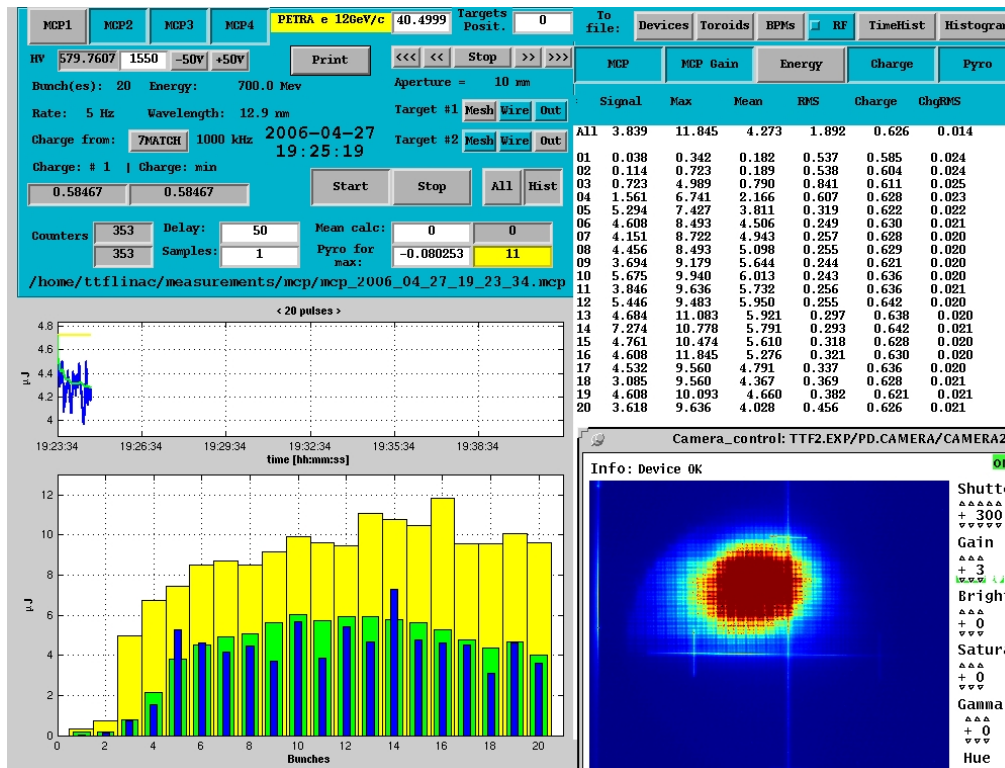 MCP1 MCP2 MCP3 MCP4 PETRA e 12GeV/c 40.4999 Targets Posit. 0
HV 579.7607 1550 -50V +50V Print <<< << Stop >> >>>
Bunch(es): 20 Energy: 700.0 Mev Aperture = 10 mm
Rate: 5 Hz Wavelength: 12.9 nm Target #1 Mesh Wire Out
Charge from: 7MATCH 1000 kHz 2006-04-27 Target #2 Mesh Wire Out
19:25:19
Charge: # 1 | Charge: min
0.58467 0.58467 Start Stop All Hist
Counters 353 Delay: 50 Mean calc: 0 0
353 Samples: 1 Pyro for max: -0.080253 11
/home/ttflinac/measurements/mcp/mcp_2006_04_27_19_23_34.mcp
To file: Devices Toroids BPMs RF TimeHist Histogram
MCP MCP Gain Energy Charge Pyro
: Signal Max Mean RMS Charge ChgRMS
All 3.839 11.845 4.273 1.892 0.626 0.014
01 0.038 0.342 0.182 0.537 0.585 0.024
02 0.114 0.723 0.189 0.538 0.604 0.024
03 0.723 4.989 0.790 0.841 0.611 0.025
04 1.561 6.741 2.166 0.607 0.628 0.023
05 5.294 7.427 3.811 0.319 0.622 0.022
06 4.608 8.493 4.506 0.249 0.630 0.021
07 4.151 8.722 4.943 0.257 0.628 0.020
08 4.456 8.493 5.098 0.255 0.629 0.020
09 3.694 9.179 5.644 0.244 0.621 0.020
10 5.675 9.940 6.013 0.243 0.636 0.020
11 3.846 9.636 5.732 0.256 0.636 0.021
12 5.446 9.483 5.950 0.255 0.642 0.020
13 4.684 11.083 5.921 0.297 0.638 0.020
14 7.274 10.778 5.791 0.293 0.642 0.021
15 4.761 10.474 5.610 0.318 0.628 0.020
16 4.608 11.845 5.276 0.321 0.630 0.020
17 4.532 9.560 4.791 0.337 0.636 0.020
18 3.085 9.560 4.367 0.369 0.628 0.021
19 4.608 10.093 4.660 0.382 0.621 0.021
20 3.618 9.636 4.028 0.456 0.626 0.021
< 20 pulses >
4.8
4.6
4.4
4.2
4
µJ
19:23:34 19:26:34 19:29:34 19:32:34 19:35:34 19:38:34
time [hh:mm:ss]
12
10
8
6
4
2
0
µJ
0 2 4 6 8 10 12 14 16 18 20
Bunches
Camera_control: TTF2.EXP/PD.CAMERA/CAMERA2
Info: Device OK
Shutte
+ 300
Gain
+ 3
Bright
+ 0
Satura
+ 0
Gamma
+ 0
Hue